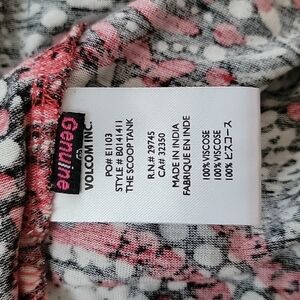 Genuine
VOLCOM INC.
PO# E1103
STYLE # B0141411
THE SCOOP TANK
R.N.# 29745
CA# 32350
MADE IN INDIA
FABRIQUE EN INDE
100% VISCOSE
100% VISCOSE
100% ビスコース